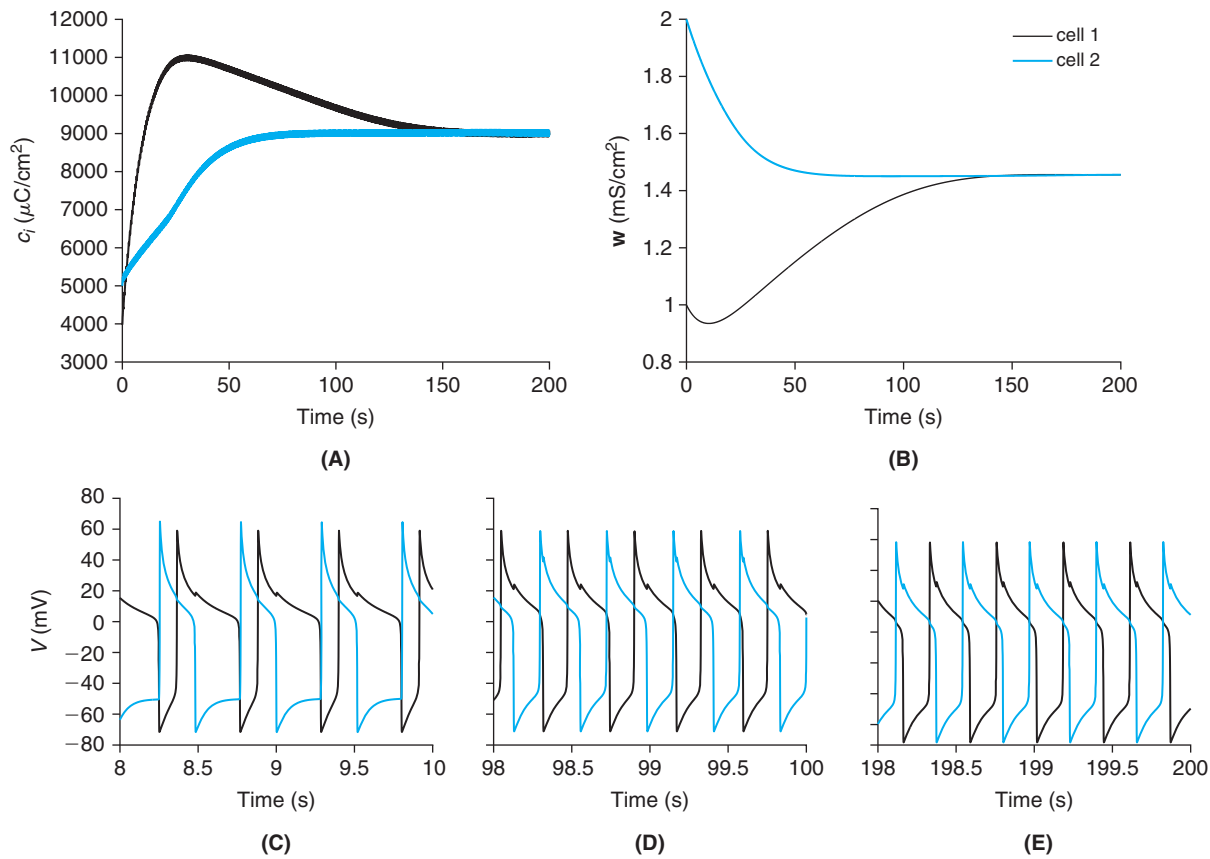 12000
11000
10000
9000
8000
7000
6000
5000
4000
3000
c_i (μC/cm²)
0 50 100 150 200
Time (s)
(A)
2
1.8
1.6
1.4
1.2
1
0.8
w (mS/cm²)
cell 1
cell 2
0 50 100 150 200
Time (s)
(B)
80
60
40
20
0
−20
−40
−60
−80
V (mV)
8 8.5 9 9.5 10
Time (s)
(C)
98 98.5 99 99.5 100
Time (s)
(D)
198 198.5 199 199.5 200
Time (s)
(E)